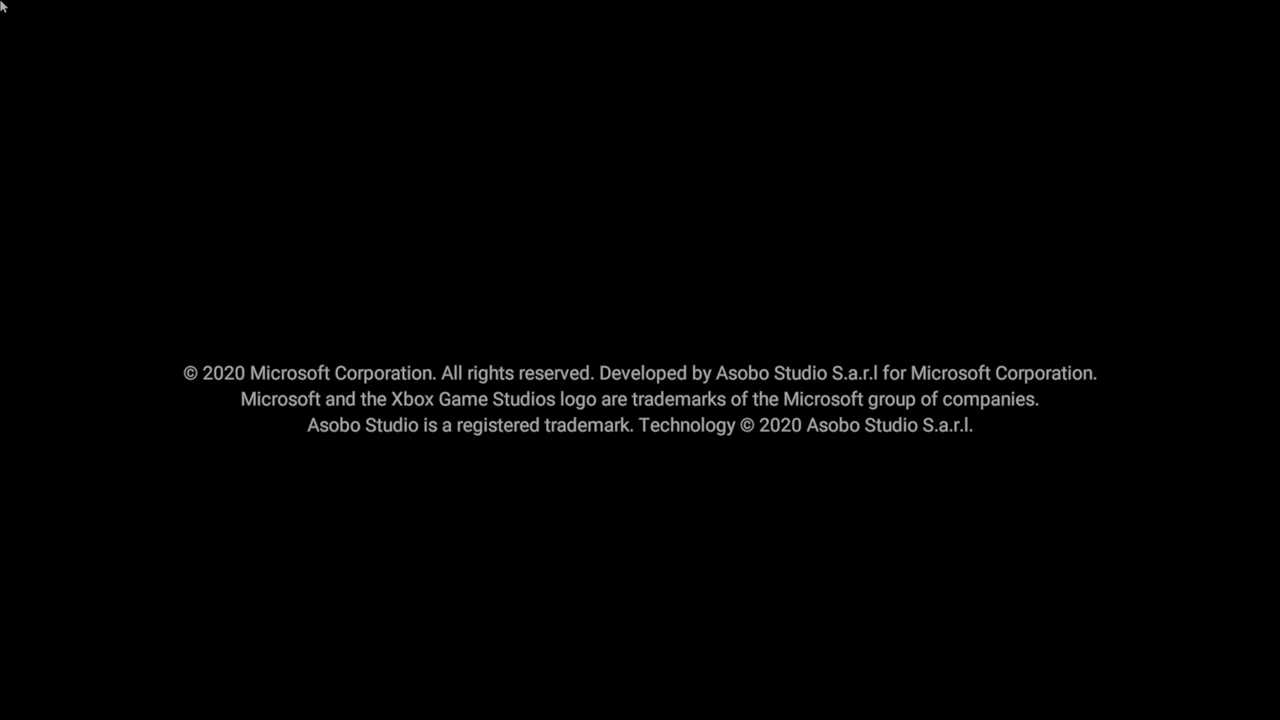 © 2020 Microsoft Corporation. All rights reserved. Developed by Asobo Studio S.a.r.l for Microsoft Corporation.
Microsoft and the Xbox Game Studios logo are trademarks of the Microsoft group of companies.
Asobo Studio is a registered trademark. Technology © 2020 Asobo Studio S.a.r.l.